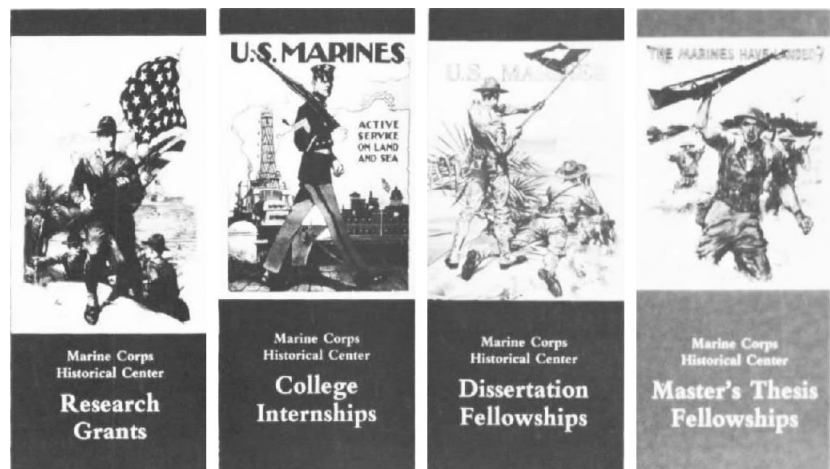 Marine Corps
Historical Center
Research
Grants
U.S. MARINES
ACTIVE
SERVICE
ON LAND
AND SEA
Marine Corps
Historical Center
College
Internships
U.S. MARINES
Marine Corps
Historical Center
Dissertation
Fellowships
THE MARINES HAVE LANDED
Marine Corps
Historical Center
Master's Thesis
Fellowships